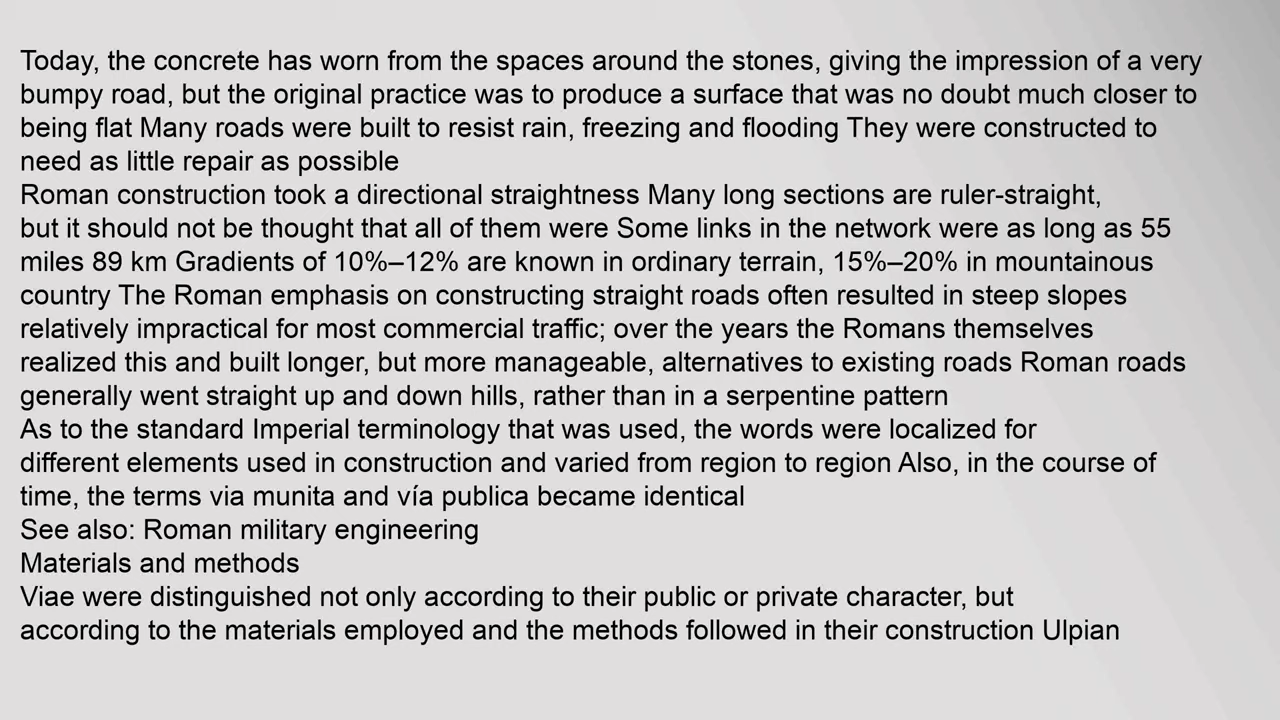 Today, the concrete has worn from the spaces around the stones, giving the impression of a very
bumpy road, but the original practice was to produce a surface that was no doubt much closer to
being flat Many roads were built to resist rain, freezing and flooding They were constructed to
need as little repair as possible
Roman construction took a directional straightness Many long sections are ruler-straight,
but it should not be thought that all of them were Some links in the network were as long as 55
miles 89 km Gradients of 10%–12% are known in ordinary terrain, 15%–20% in mountainous
country The Roman emphasis on constructing straight roads often resulted in steep slopes
relatively impractical for most commercial traffic; over the years the Romans themselves
realized this and built longer, but more manageable, alternatives to existing roads Roman roads
generally went straight up and down hills, rather than in a serpentine pattern
As to the standard Imperial terminology that was used, the words were localized for
different elements used in construction and varied from region to region Also, in the course of
time, the terms via munita and vía publica became identical
See also: Roman military engineering
Materials and methods
Viae were distinguished not only according to their public or private character, but
according to the materials employed and the methods followed in their construction Ulpian